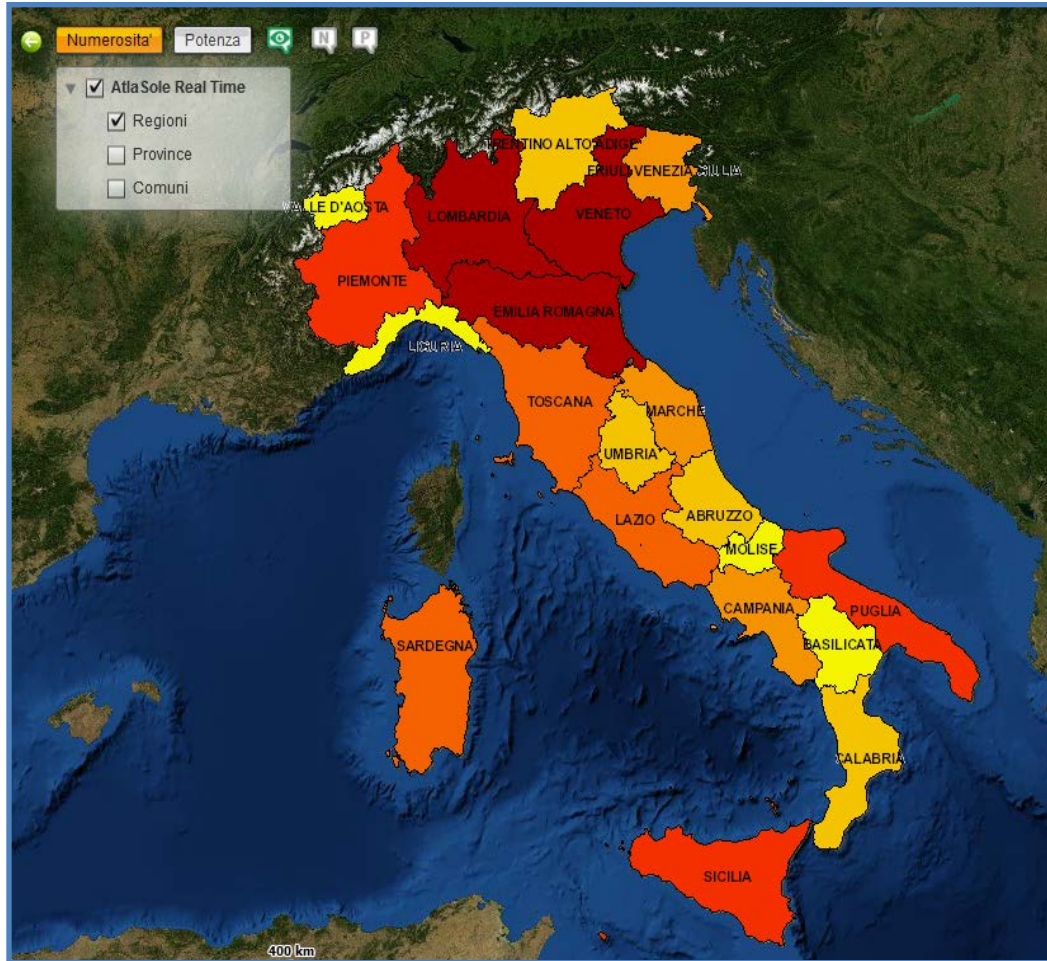 Numerosita' Potenza N P
AtlaSole Real Time
Regioni
Province
Comuni
TRENTINO ALTO ADIGE
FRIULI VENEZIA GIULIA
VALLE D'AOSTA
LOMBARDIA
VENETO
PIEMONTE
EMILIA ROMAGNA
LIGURIA
TOSCANA
MARCHE
UMBRIA
LAZIO
ABRUZZO
MOLISE
CAMPANIA
PUGLIA
BASILICATA
SARDEGNA
CALABRIA
SICILIA
400 km